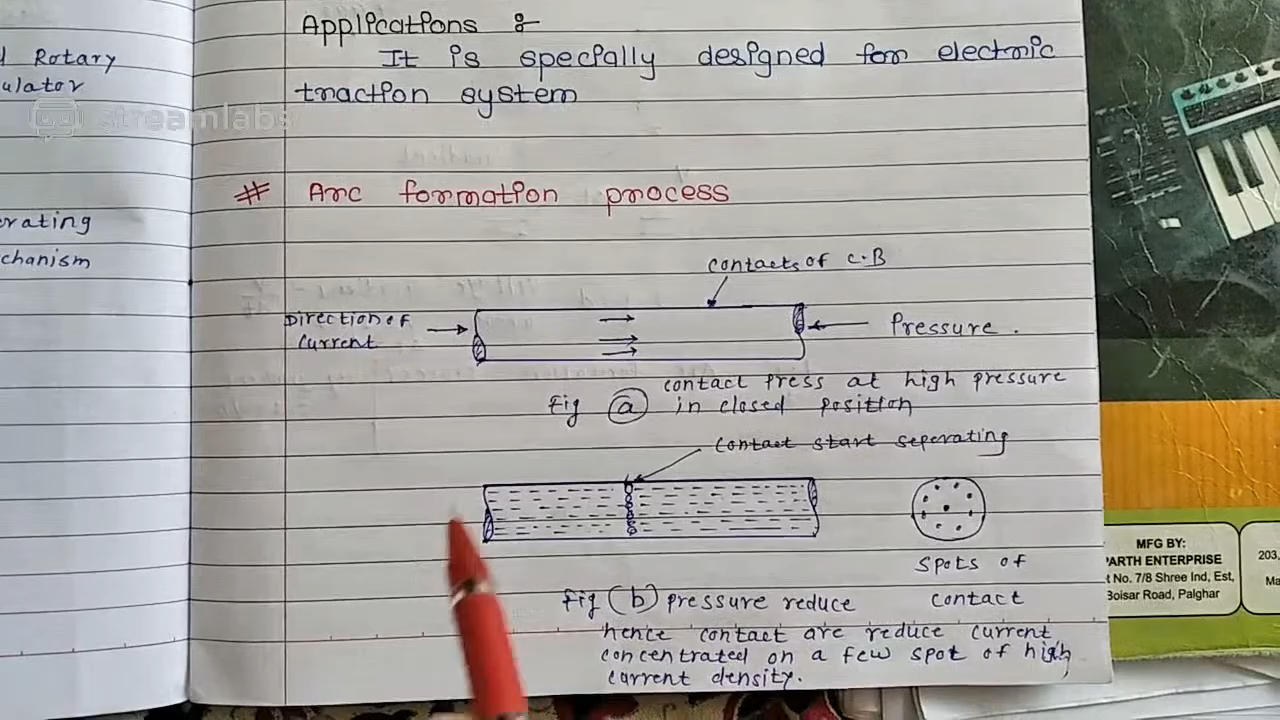 Rotary
ulator
streamlabs
erating
chanism
Applications :-
It is specially designed for electric
traction system
# Arc formation process
contacts of C.B
Direction of
Current
Pressure.
contact press at high pressure
fig (a) in closed position
contact start seperating
spots of
contact
fig (b) pressure reduce
hence contact are reduce current
concentrated on a few spot of high
current density.
MFG BY:
PARTH ENTERPRISE
t No. 7/8 Shree Ind, Est,
Boisar Road, Palghar
203,
Ma